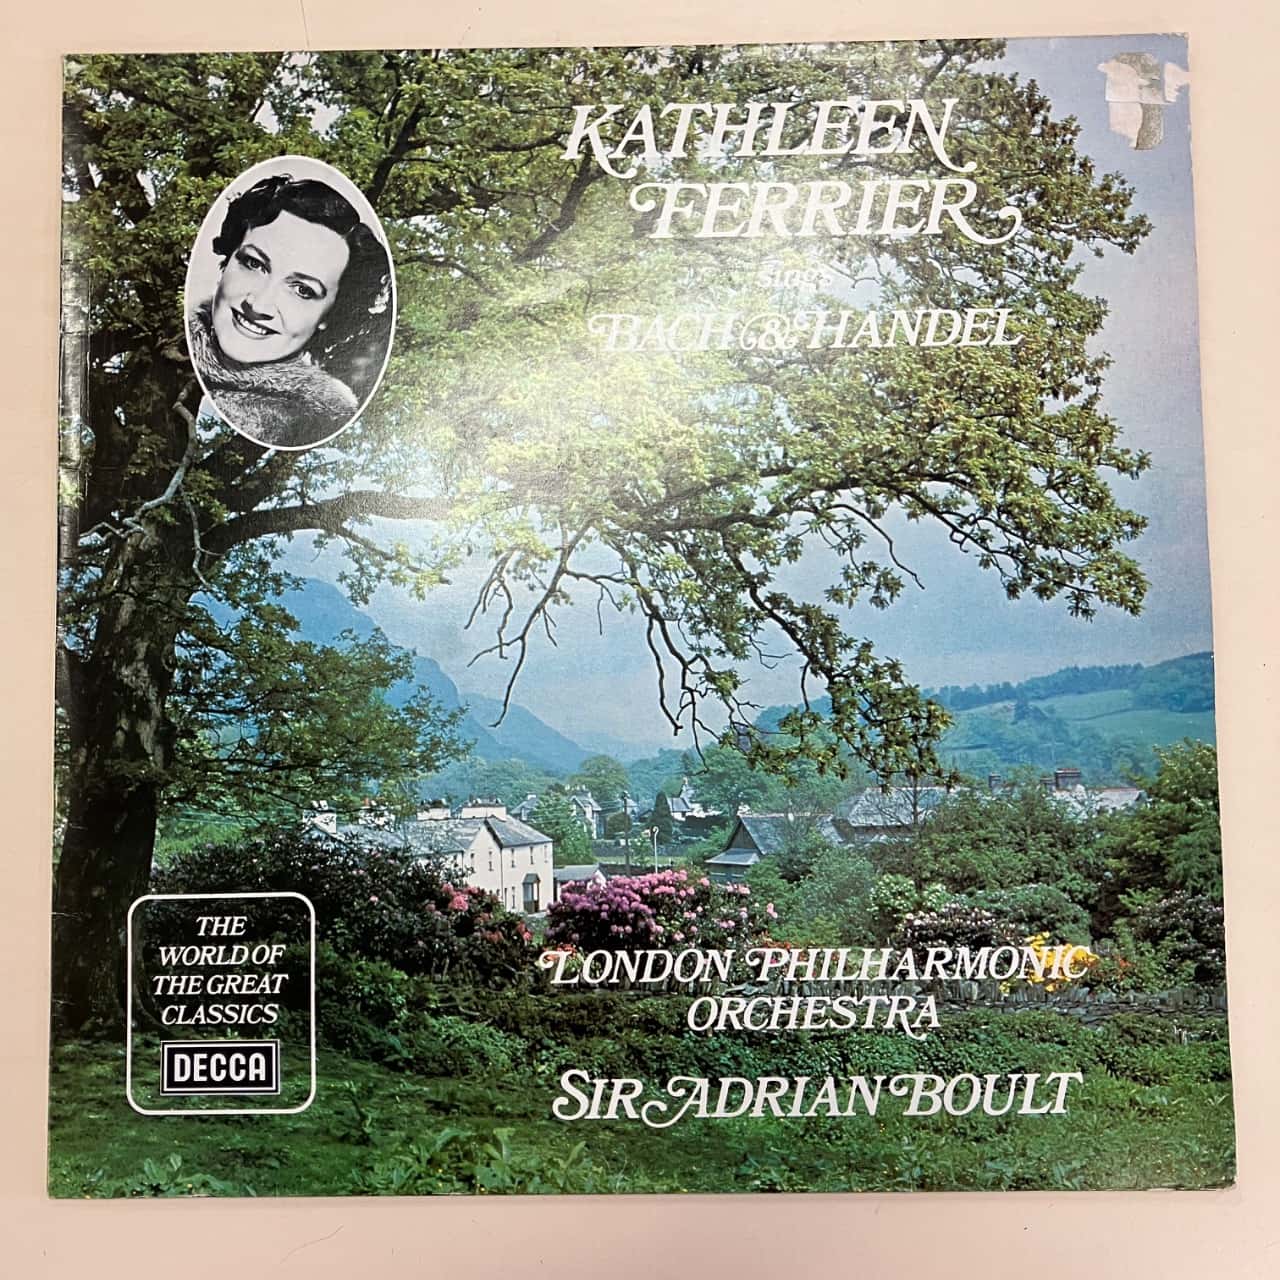 KATHLEEN
FERRIER
sings
BACH & HANDEL
THE
WORLD OF
THE GREAT
CLASSICS
DECCA
LONDON PHILHARMONIC
ORCHESTRA
SIR ADRIAN BOULT